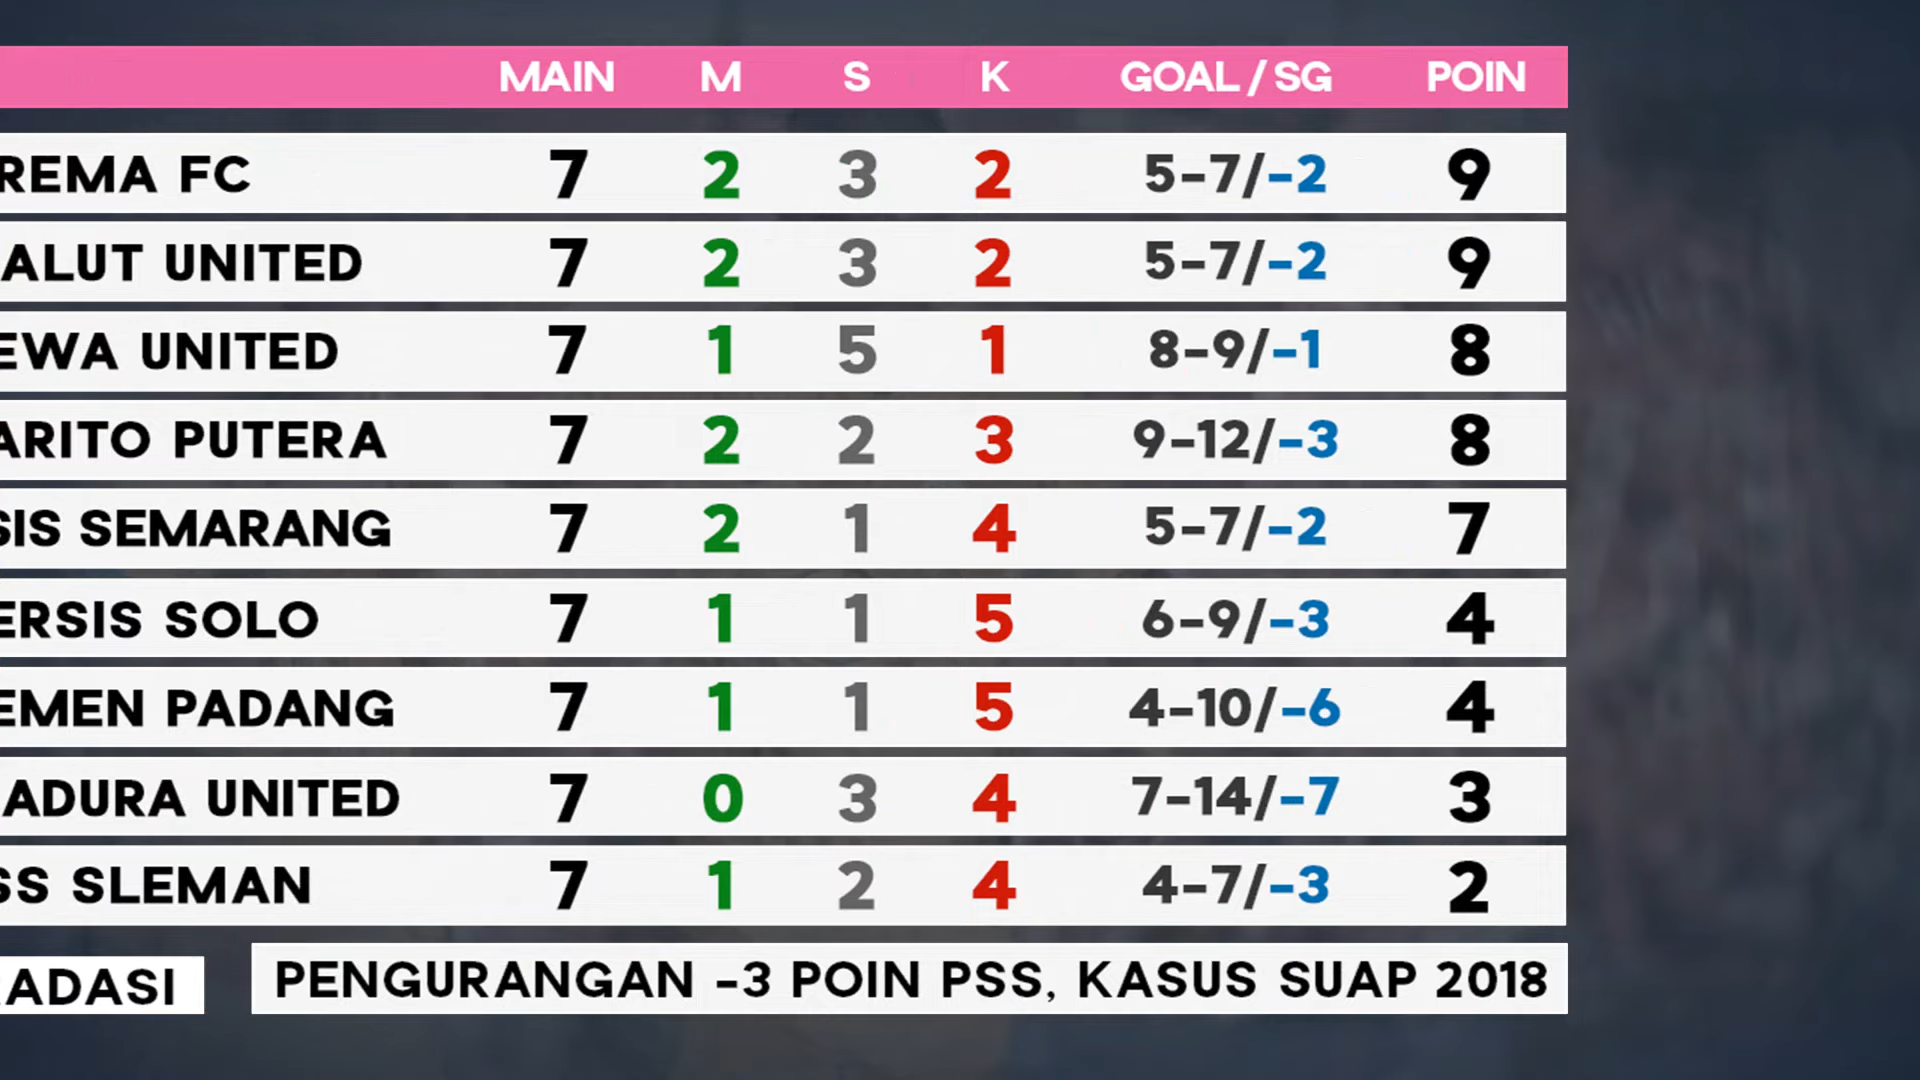 MAIN M S K GOAL / SG POIN
REMA FC 7 2 3 2 5-7/-2 9
ALUT UNITED 7 2 3 2 5-7/-2 9
EWA UNITED 7 1 5 1 8-9/-1 8
ARITO PUTERA 7 2 2 3 9-12/-3 8
SIS SEMARANG 7 2 1 4 5-7/-2 7
ERSIS SOLO 7 1 1 5 6-9/-3 4
EMEN PADANG 7 1 1 5 4-10/-6 4
ADURA UNITED 7 0 3 4 7-14/-7 3
SS SLEMAN 7 1 2 4 4-7/-3 2
RADASI PENGURANGAN -3 POIN PSS, KASUS SUAP 2018